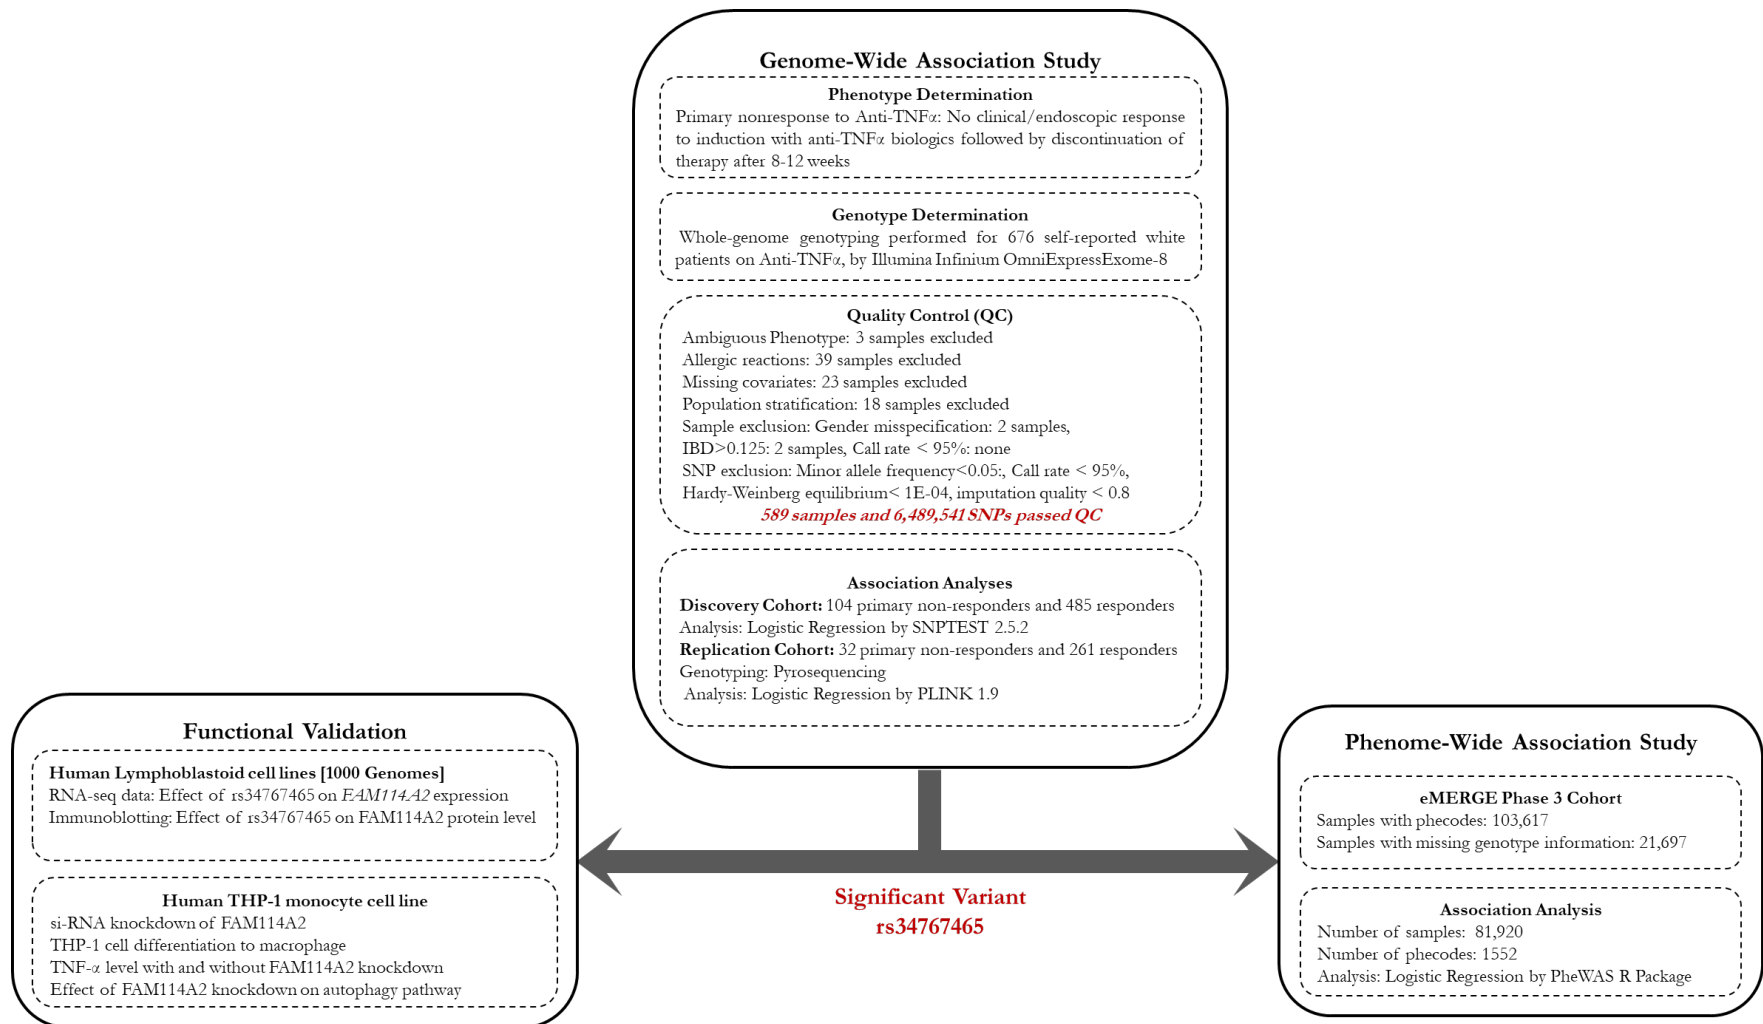 Genome-Wide Association Study
Phenotype Determination
Primary nonresponse to Anti-TNFα: No clinical/endoscopic response
to induction with anti-TNFα biologics followed by discontinuation of
therapy after 8-12 weeks
Genotype Determination
Whole-genome genotyping performed for 676 self-reported white
patients on Anti-TNFα, by Illumina Infinium OmniExpressExome-8
Quality Control (QC)
Ambiguous Phenotype: 3 samples excluded
Allergic reactions: 39 samples excluded
Missing covariates: 23 samples excluded
Population stratification: 18 samples excluded
Sample exclusion: Gender misspecification: 2 samples,
IBD>0.125: 2 samples, Call rate < 95%: none
SNP exclusion: Minor allele frequency<0.05:, Call rate < 95%,
Hardy-Weinberg equilibrium< 1E-04, imputation quality < 0.8
589 samples and 6,489,541 SNPs passed QC
Association Analyses
Discovery Cohort: 104 primary non-responders and 485 responders
Analysis: Logistic Regression by SNPTEST 2.5.2
Replication Cohort: 32 primary non-responders and 261 responders
Genotyping: Pyrosequencing
Analysis: Logistic Regression by PLINK 1.9
Functional Validation
Human Lymphoblastoid cell lines [1000 Genomes]
RNA-seq data: Effect of rs34767465 on FAM114A2 expression
Immunoblotting: Effect of rs34767465 on FAM114A2 protein level
Human THP-1 monocyte cell line
si-RNA knockdown of FAM114A2
THP-1 cell differentiation to macrophage
TNF-α level with and without FAM114A2 knockdown
Effect of FAM114A2 knockdown on autophagy pathway
Significant Variant
rs34767465
Phenome-Wide Association Study
eMERGE Phase 3 Cohort
Samples with phecodes: 103,617
Samples with missing genotype information: 21,697
Association Analysis
Number of samples: 81,920
Number of phecodes: 1552
Analysis: Logistic Regression by PheWAS R Package